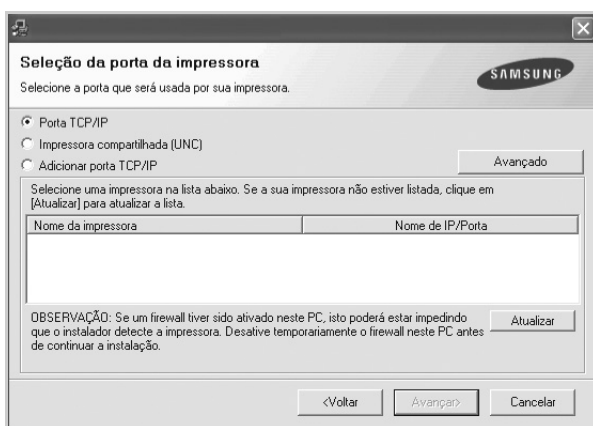 Seleção da porta da impressora
Selecione a porta que será usada por sua impressora.
SAMSUNG
Porta TCP/IP
Impressora compartilhada (UNC)
Adicionar porta TCP/IP
Avançado
Selecione uma impressora na lista abaixo. Se a sua impressora não estiver listada, clique em
[Atualizar] para atualizar a lista.
Nome da impressora
Nome de IP/Porta
OBSERVAÇÃO: Se um firewall tiver sido ativado neste PC, isto poderá estar impedindo
que o instalador detecte a impressora. Desative temporariamente o firewall neste PC antes
de continuar a instalação.
Atualizar
<Voltar
Avançar>
Cancelar